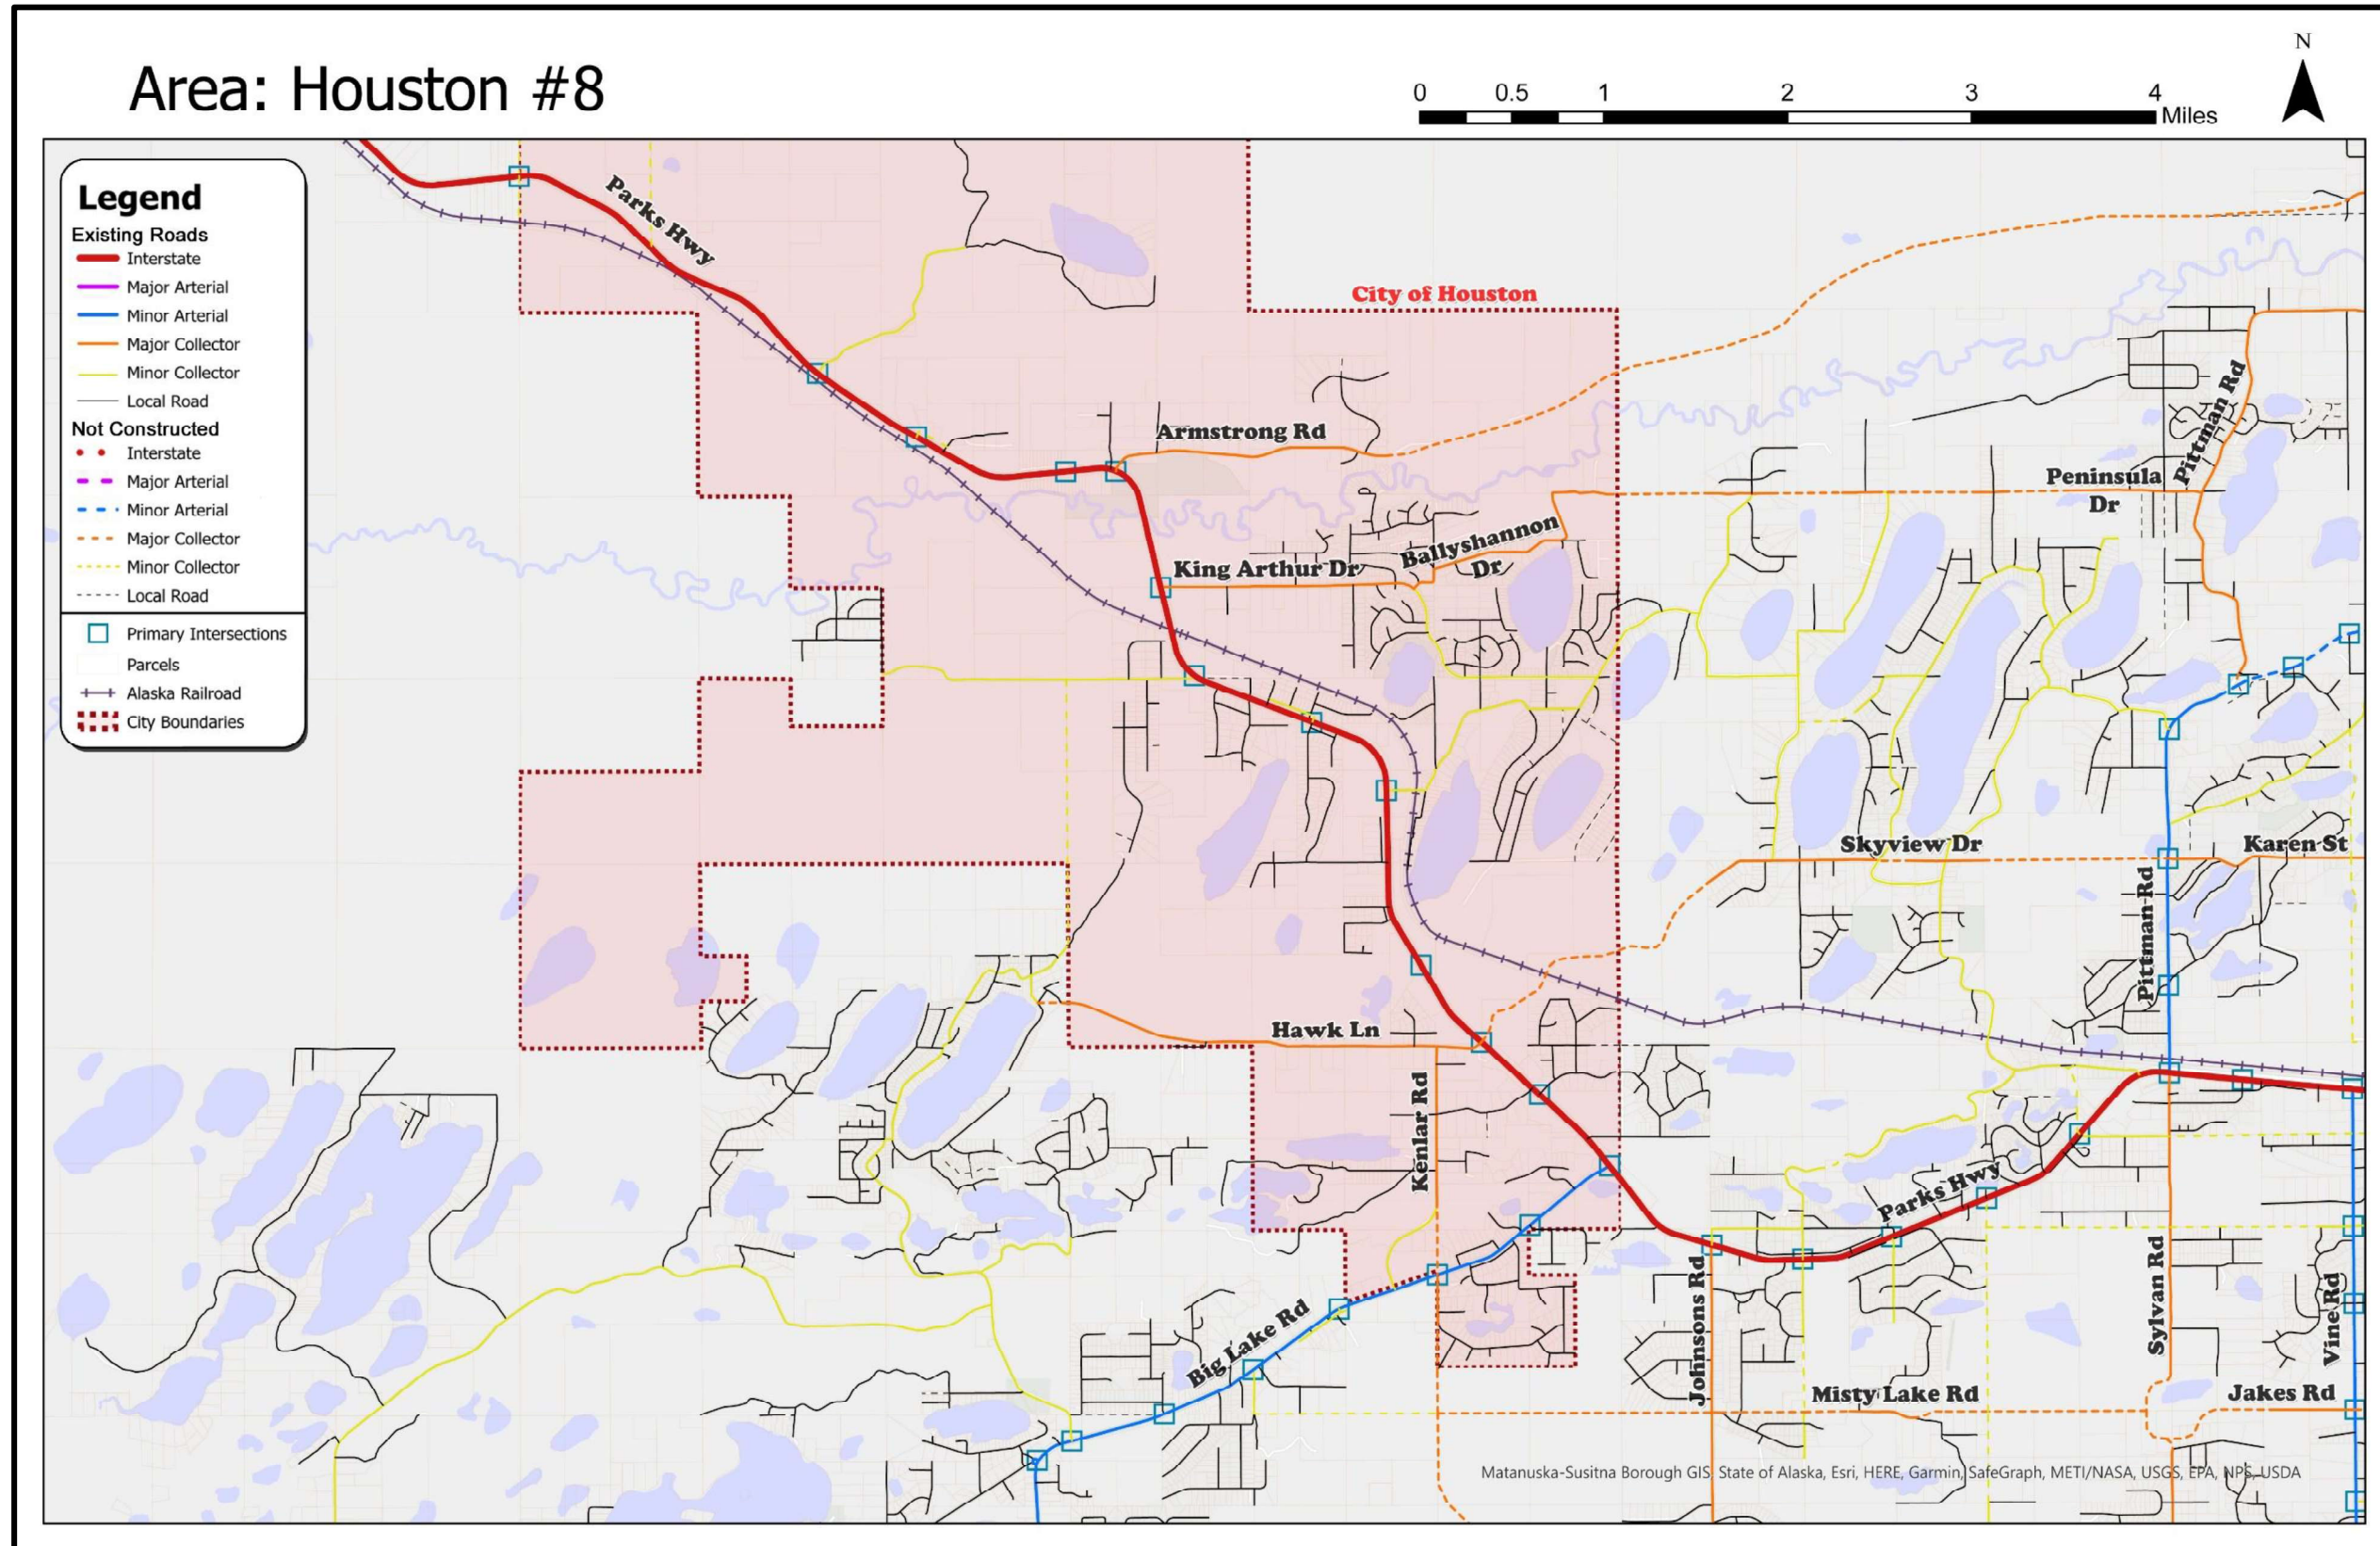 Area: Houston #8
0 0.5 1 2 3 4
Miles
N
Legend
Existing Roads
Interstate
Major Arterial
Minor Arterial
Major Collector
Minor Collector
Local Road
Not Constructed
Interstate
Major Arterial
Minor Arterial
Major Collector
Minor Collector
Local Road
Primary Intersections
Parcels
Alaska Railroad
City Boundaries
Parks Hwy
City of Houston
Armstrong Rd
Pittman Rd
Peninsula
Dr
Ballyshannon
Dr
King Arthur Dr
Skyview Dr
Karen St
Pittman Rd
Hawk Ln
Kenlar Rd
Parks Hwy
Big Lake Rd
Johnsons Rd
Sylvan Rd
Vine Rd
Misty Lake Rd
Jakes Rd
Matanuska-Susitna Borough GIS, State of Alaska, Esri, HERE, Garmin, SafeGraph, METI/NASA, USGS, EPA, NPS, USDA